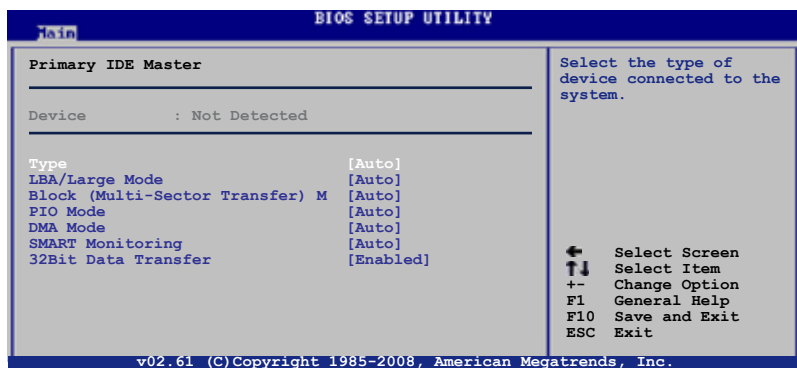 BIOS SETUP UTILITY
Main
Primary IDE Master
Device : Not Detected
Type [Auto]
LBA/Large Mode [Auto]
Block (Multi-Sector Transfer) M [Auto]
PIO Mode [Auto]
DMA Mode [Auto]
SMART Monitoring [Auto]
32Bit Data Transfer [Enabled]
Select the type of
device connected to the
system.
Select Screen
Select Item
+- Change Option
F1 General Help
F10 Save and Exit
ESC Exit
v02.61 (C)Copyright 1985-2008, American Megatrends, Inc.